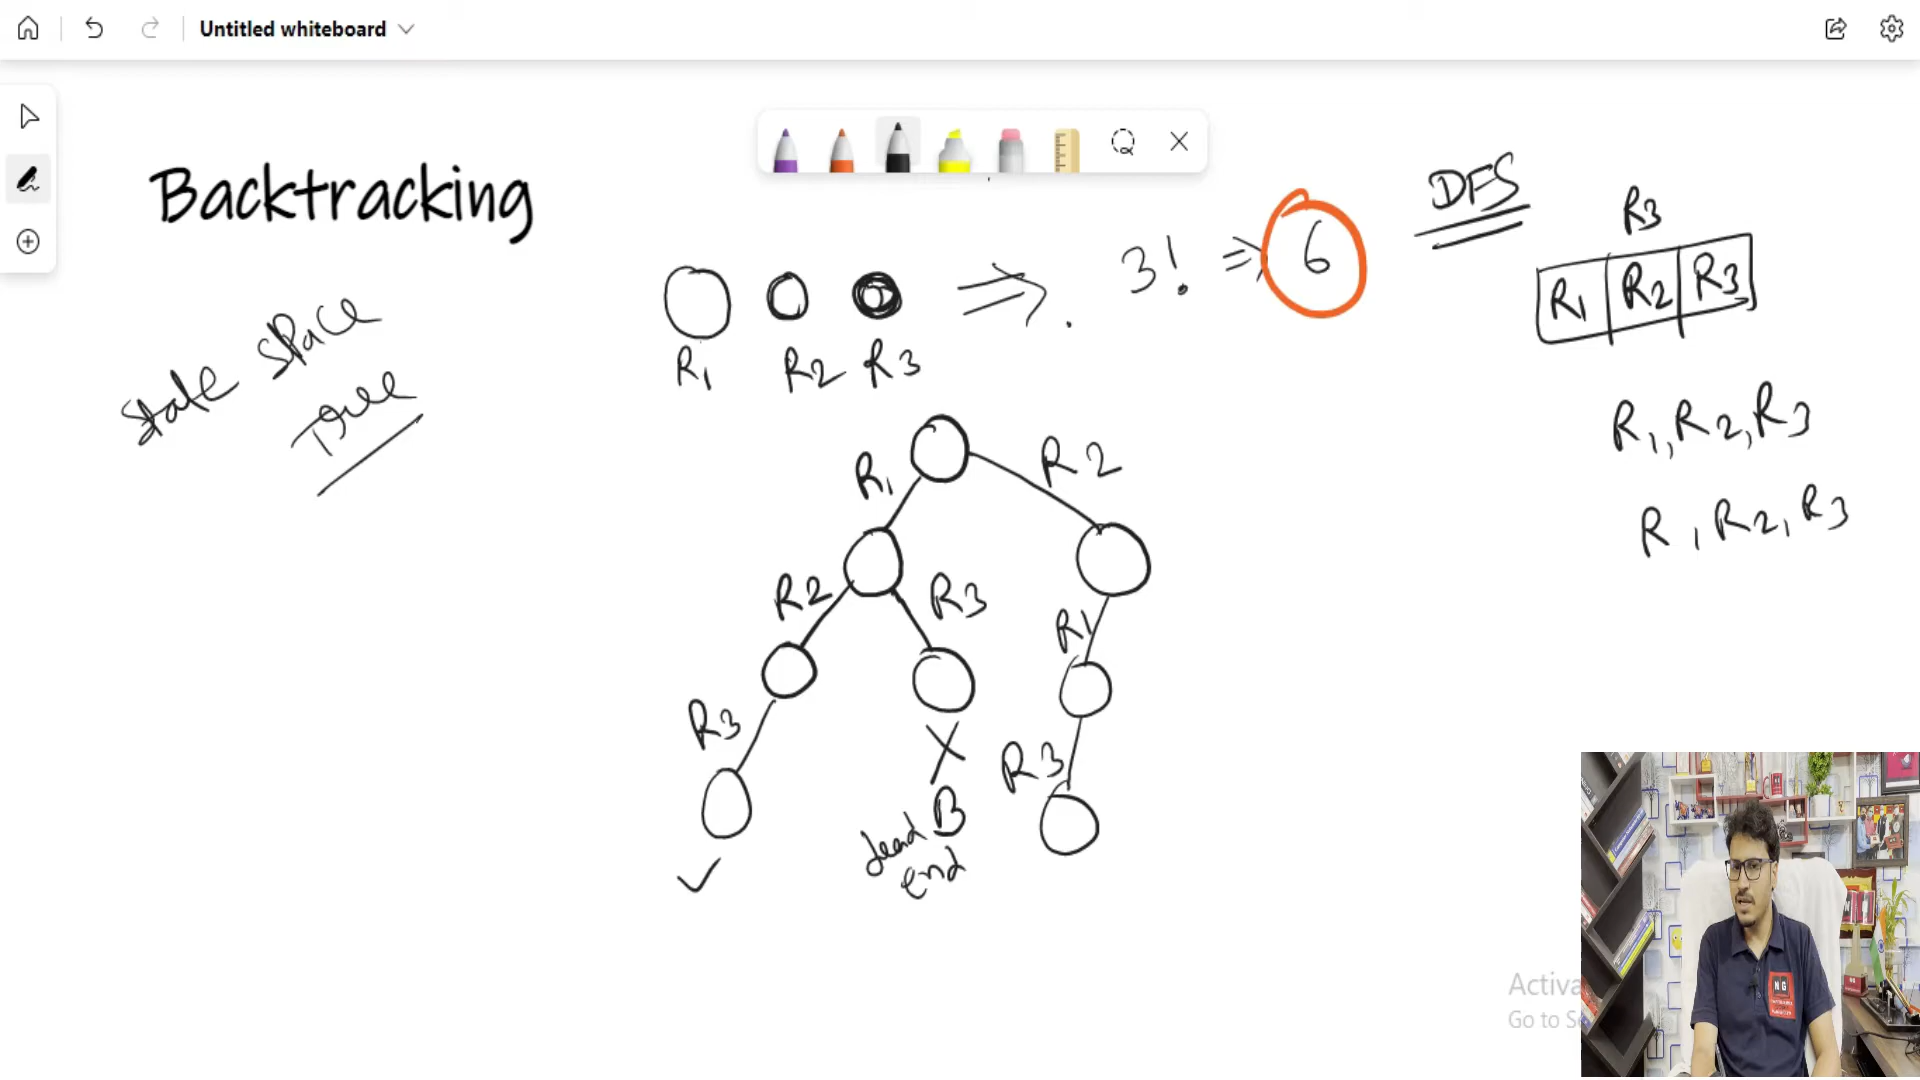 Untitled whiteboard
Backtracking
DFS
R3
3! => 6
R1 R2 R3
R1 R2 R3
State space
Tree
R1, R2, R3
R1 R2
R, R2, R3
R2 R3 R1
R3 R3
B
dead
end
NG
Activa
Go to S